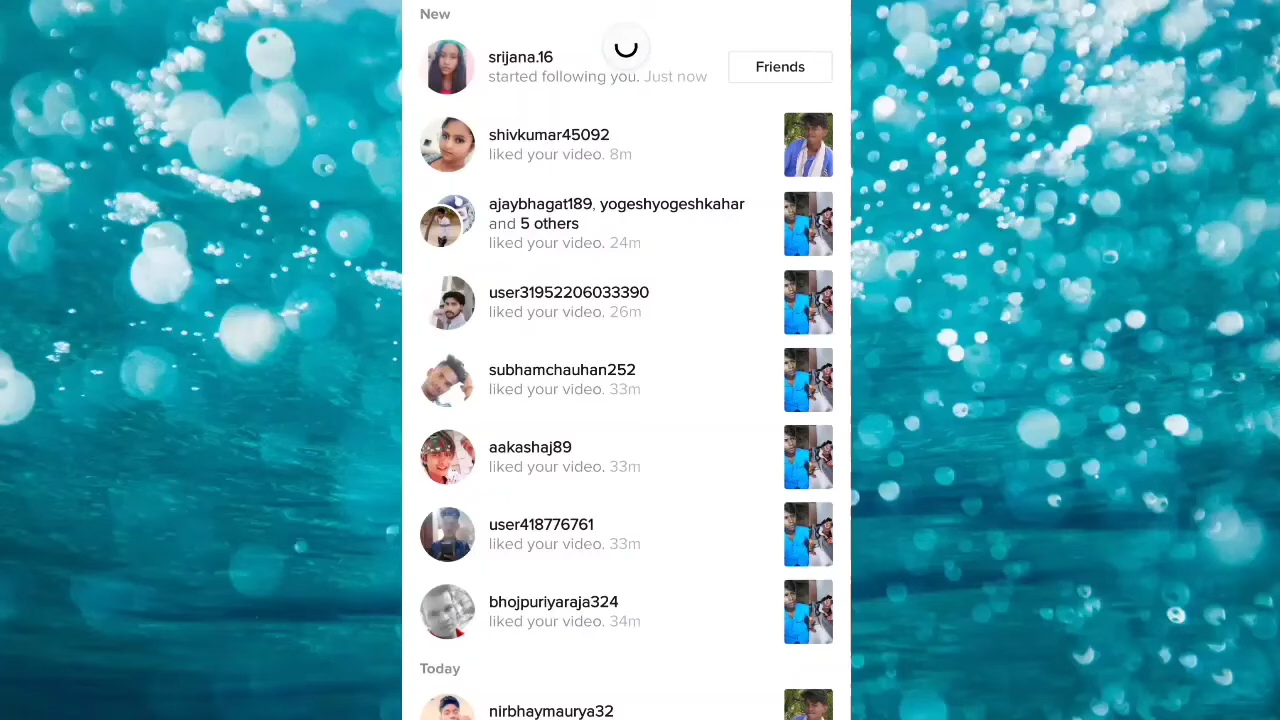 New
srijana.16
started following you. Just now
Friends
shivkumar45092
liked your video. 8m
ajaybhagat189, yogeshyogeshkahar
and 5 others
liked your video. 24m
user31952206033390
liked your video. 26m
subhamchauhan252
liked your video. 33m
aakashaj89
liked your video. 33m
user418776761
liked your video. 33m
bhojpuriyaraja324
liked your video. 34m
Today
nirbhaymaurya32